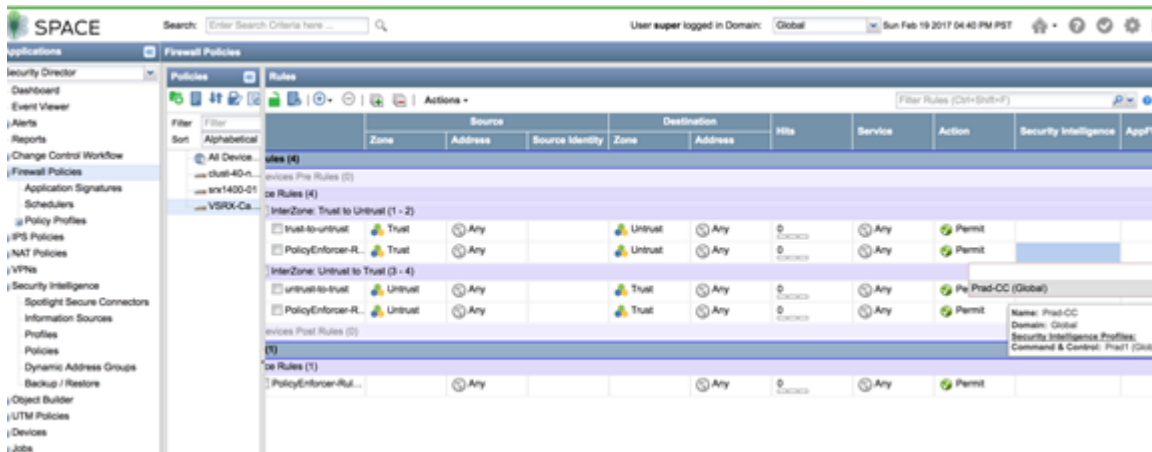 SPACE
Search: Enter Search Criteria here ...
User super logged in Domain: Global
Sun Feb 19 2017 04:40 PM PST
Applications
Firewall Policies
Security Director
Dashboard
Event Viewer
Alerts
Reports
Change Control Workflow
Firewall Policies
Application Signatures
Schedulers
Policy Profiles
IPS Policies
NAT Policies
VPNs
Security Intelligence
Spotlight Secure Connectors
Information Sources
Profiles
Policies
Dynamic Address Groups
Backup / Restore
Object Builder
UTM Policies
Devices
Jobs
Policies
Filter Filter
Sort Alphabetical
All Device...
clust-40-n...
srx1400-01
VSRX-Ca...
Rules
Actions
Filter Rules (Ctrl+Shift+F)
Source Destination Hits Service Action Security Intelligence AppF
Zone Address Source Identity Zone Address
ules (4)
evices Pre Rules (0)
ce Rules (4)
InterZone: Trust to Untrust (1 - 2)
trust-to-untrust Trust Any Untrust Any 0 Any Permit
PolicyEnforcer-R... Trust Any Untrust Any 0 Any Permit
InterZone: Untrust to Trust (3 - 4)
untrust-to-trust Untrust Any Trust Any 0 Any Pe Prad-CC (Global)
PolicyEnforcer-R... Untrust Any Trust Any 0 Any Permit
Name: Prad-CC
Domain: Global
Security Intelligence Profiles:
Command & Control: Prad1 (Glob
evices Post Rules (0)
(1)
ce Rules (1)
PolicyEnforcer-Rul... Any Any 0 Any Permit